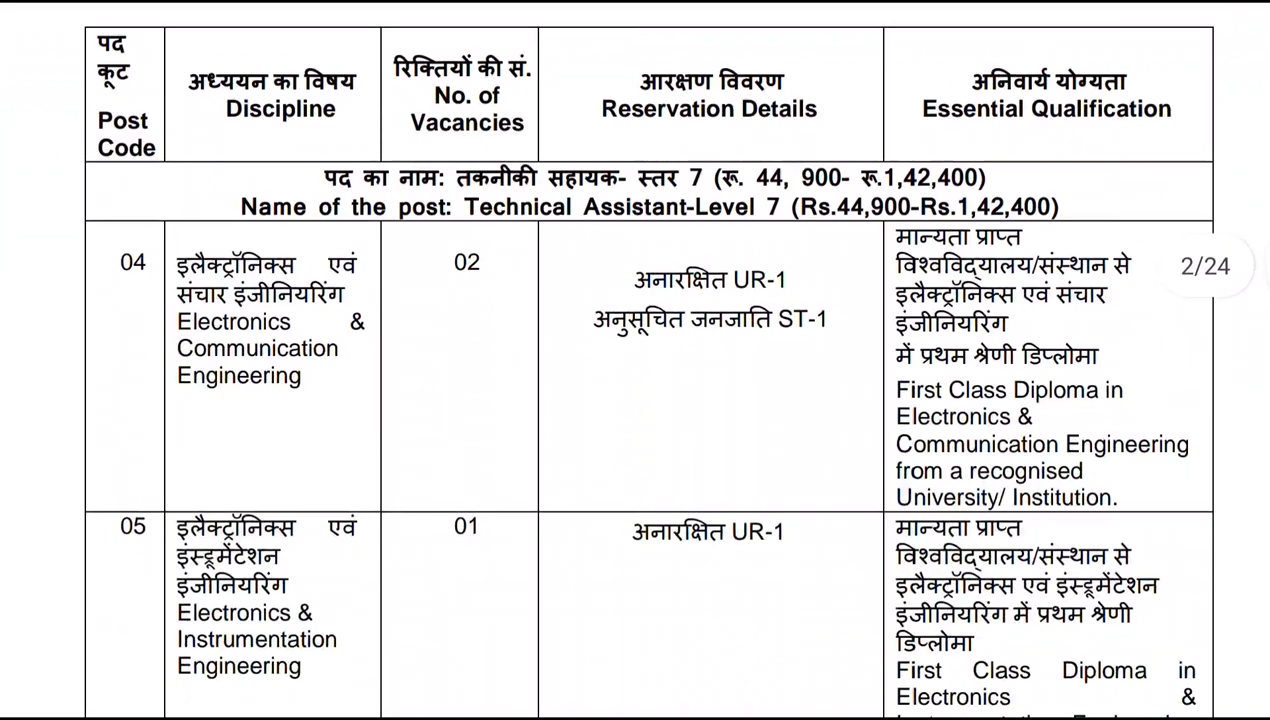 पद
कूट
Post
Code
अध्ययन का विषय
Discipline
रिक्तियों की सं.
No. of
Vacancies
आरक्षण विवरण
Reservation Details
अनिवार्य योग्यता
Essential Qualification
पद का नाम: तकनीकी सहायक- स्तर 7 (रू. 44, 900- रू.1,42,400)
Name of the post: Technical Assistant-Level 7 (Rs.44,900-Rs.1,42,400)
04
इलैक्ट्रॉनिक्स एवं
संचार इंजीनियरिंग
Electronics &
Communication
Engineering
02
अनारक्षित UR-1
अनुसूचित जनजाति ST-1
मान्यता प्राप्त
विश्वविद्यालय/संस्थान से
इलैक्ट्रॉनिक्स एवं संचार
इंजीनियरिंग
में प्रथम श्रेणी डिप्लोमा
First Class Diploma in
Electronics &
Communication Engineering
from a recognised
University/ Institution.
2/24
05
इलैक्ट्रॉनिक्स एवं
इंस्ट्रूमेंटेशन
इंजीनियरिंग
Electronics &
Instrumentation
Engineering
01
अनारक्षित UR-1
मान्यता प्राप्त
विश्वविद्यालय/संस्थान से
इलैक्ट्रॉनिक्स एवं इंस्ट्रूमेंटेशन
इंजीनियरिंग में प्रथम श्रेणी
डिप्लोमा
First Class Diploma in
Electronics &